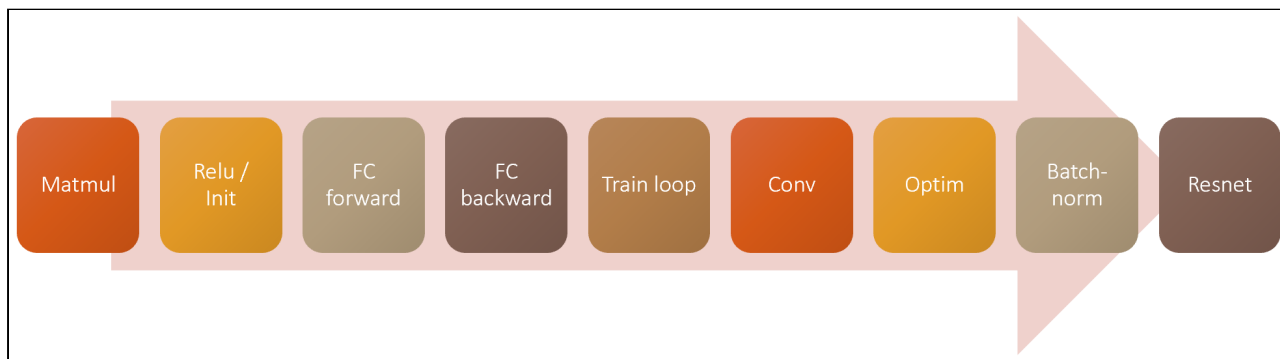 Matmul
Relu /
Init
FC
forward
FC
backward
Train loop
Conv
Optim
Batch-
norm
Resnet